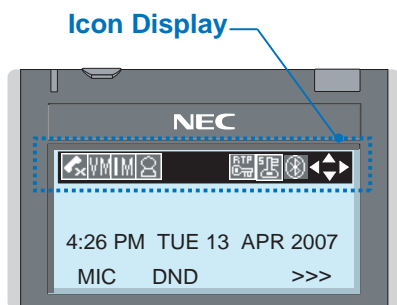 Icon Display
NEC
VM IM RTP S
4:26 PM TUE 13 APR 2007
MIC DND >>>